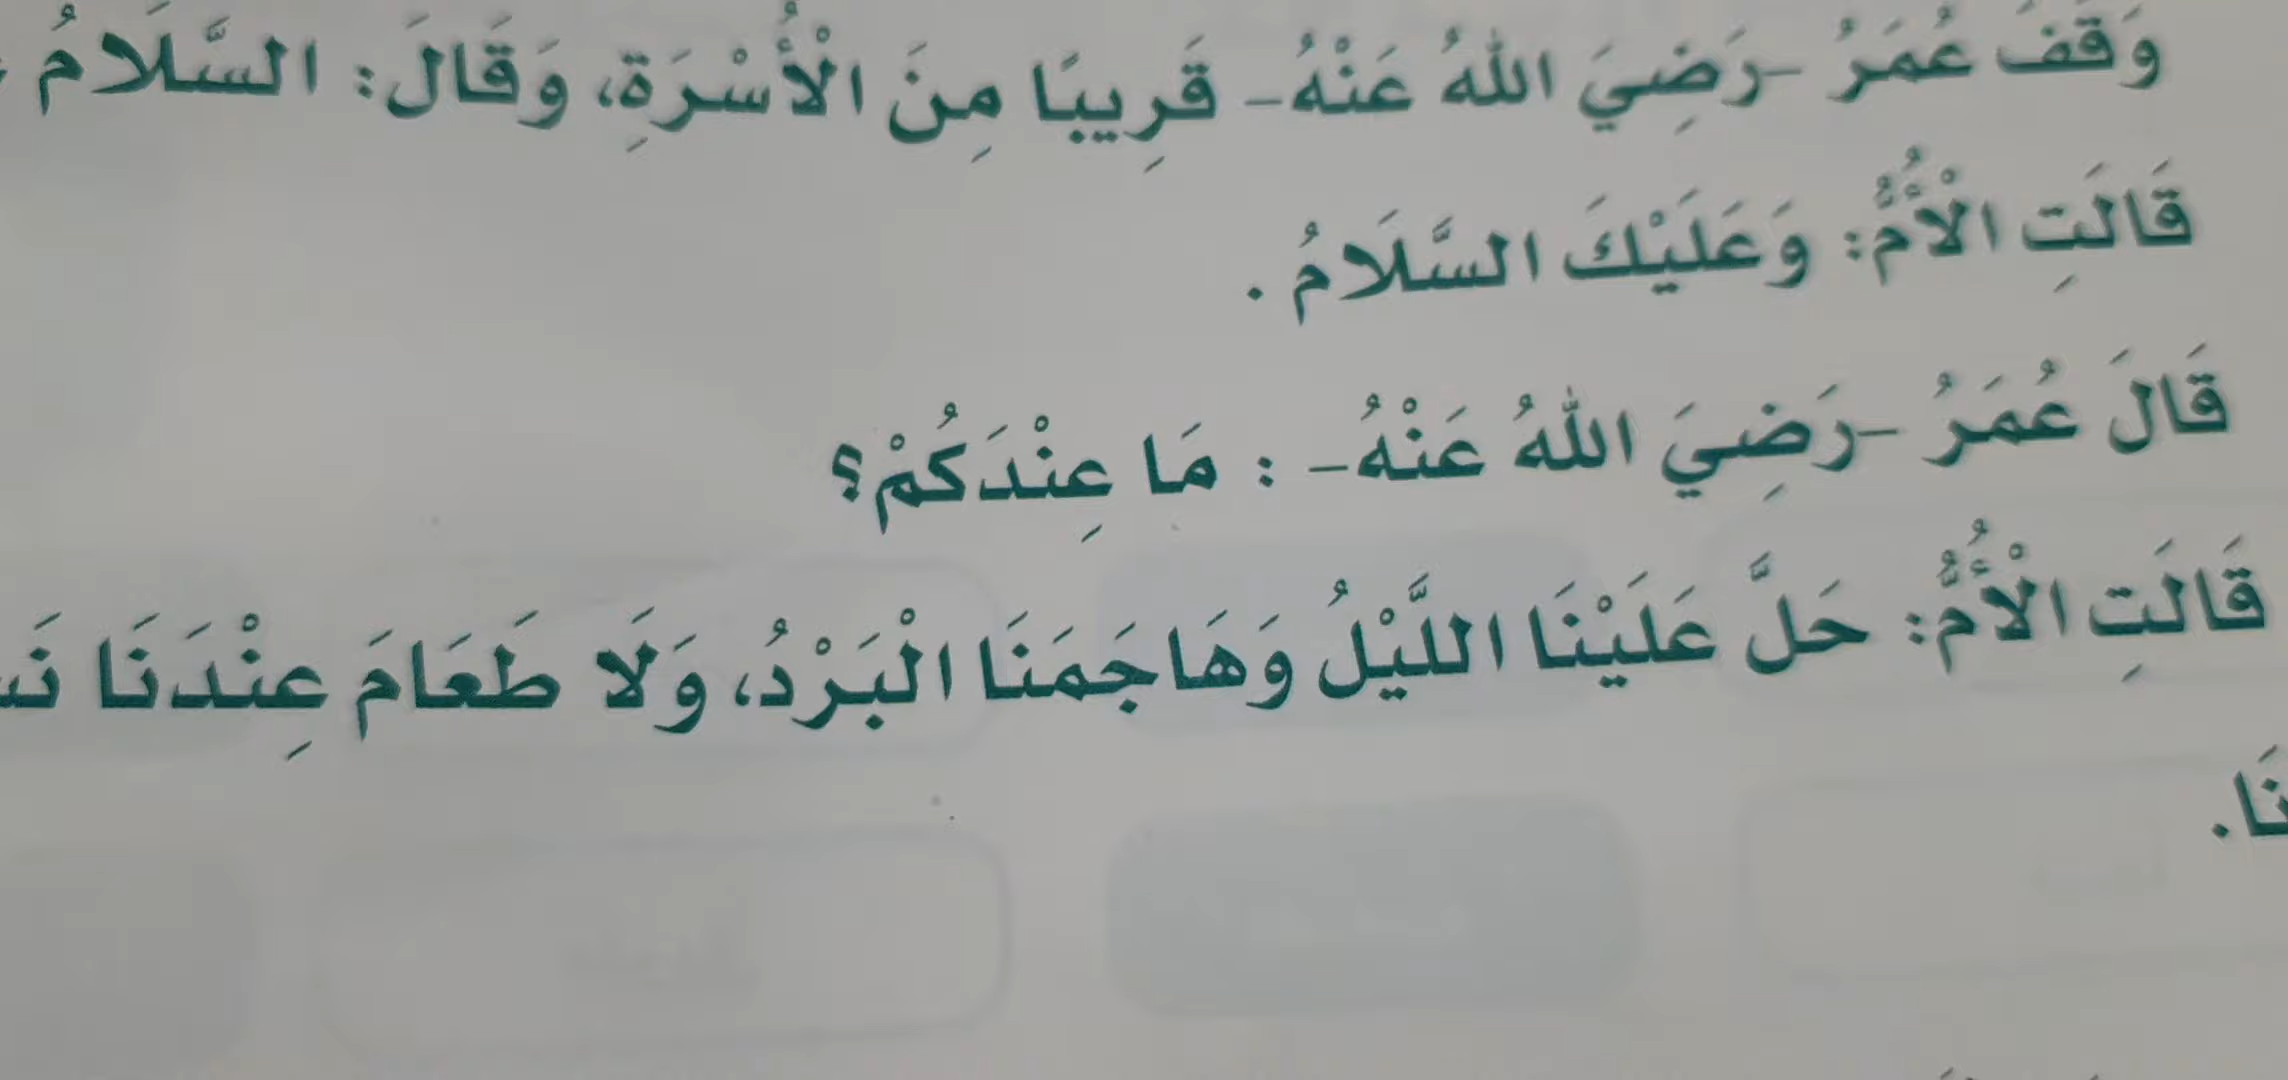 وَقَفَ عُمَرُ -رَضِيَ اللهُ عَنْهُ- قَرِيبًا مِنَ الْأُسْرَةِ، وَقَالَ: السَّلَامُ
قَالَتِ الْأُمُّ: وَعَلَيْكَ السَّلَامُ .
قَالَ عُمَرُ -رَضِيَ اللهُ عَنْهُ- : مَا عِنْدَكُمْ؟
قَالَتِ الْأُمُّ: حَلَّ عَلَيْنَا اللَّيْلُ وَهَاجَمَنَا الْبَرْدُ، وَلَا طَعَامَ عِنْدَنَا